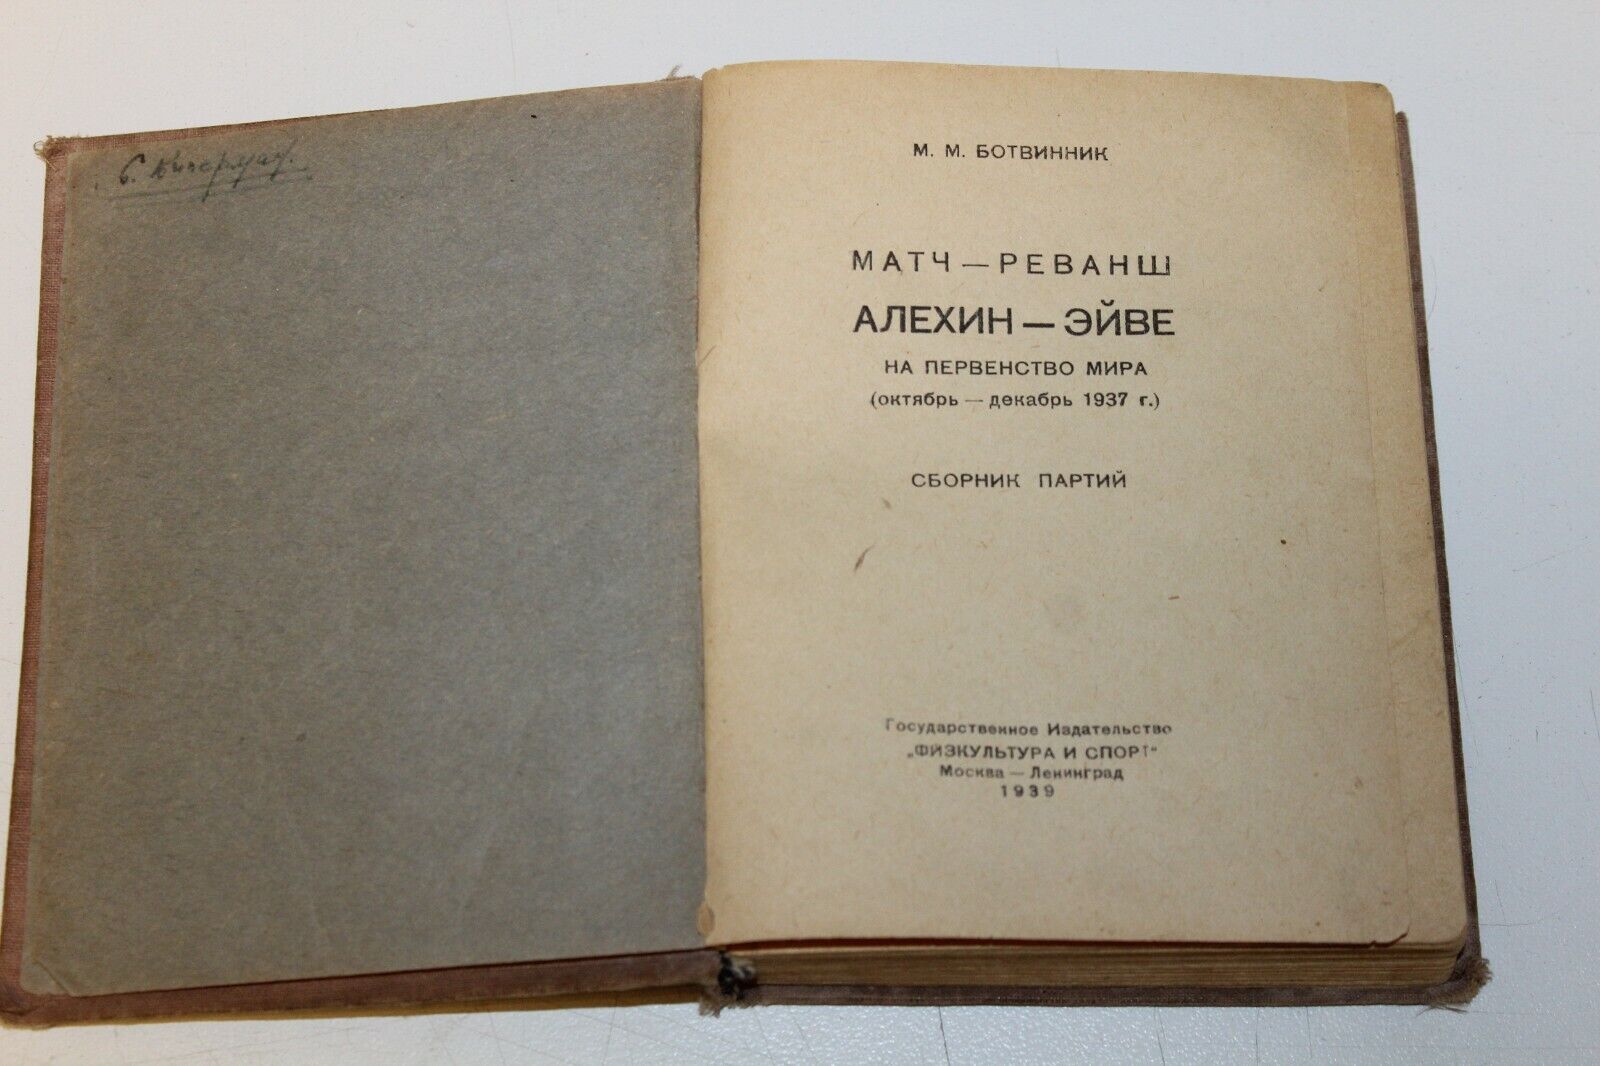 М. М. БОТВИННИК
МАТЧ — РЕВАНШ
АЛЕХИН — ЭЙВЕ
НА ПЕРВЕНСТВО МИРА
(октябрь — декабрь 1937 г.)
СБОРНИК ПАРТИЙ
Государственное Издательство
„ФИЗКУЛЬТУРА И СПОРТ“
Москва — Ленинград
1939